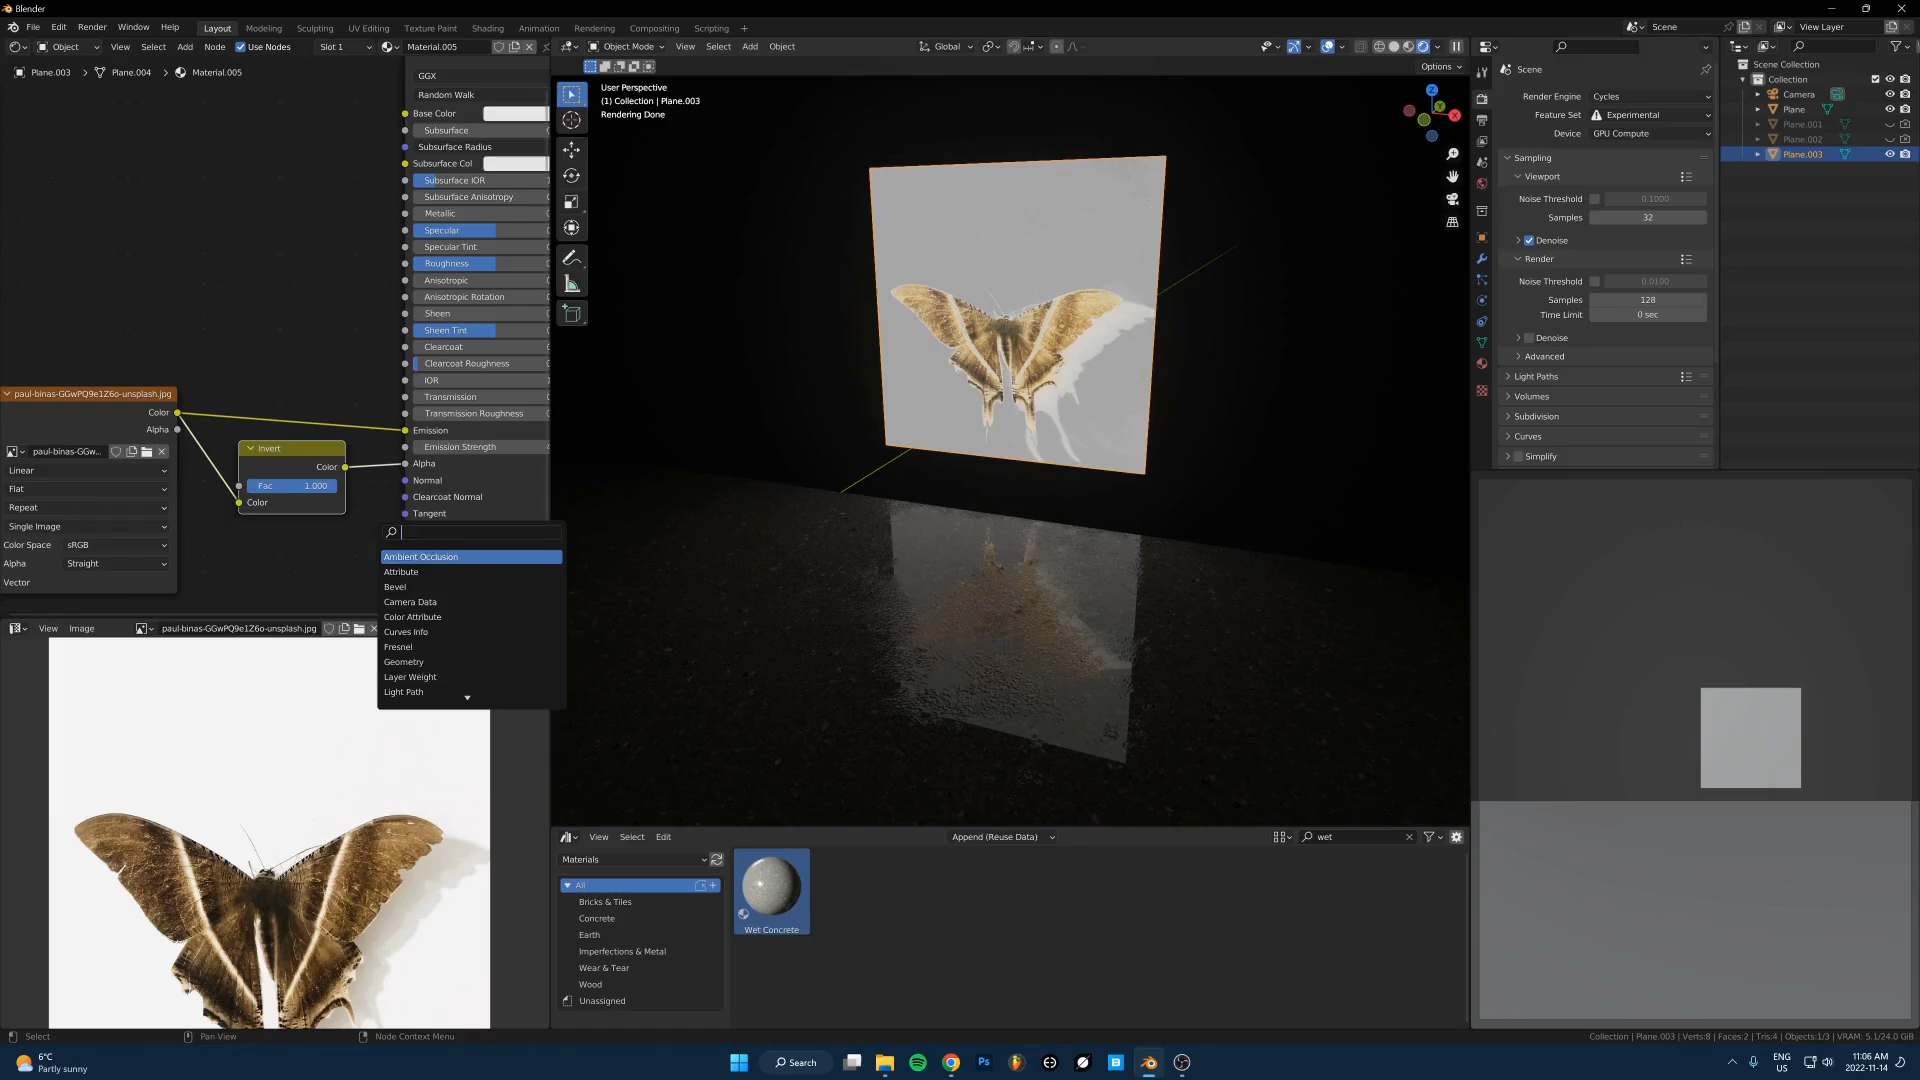 Blender
File Edit Render Window Help Layout Modeling Sculpting UV Editing Texture Paint Shading Animation Rendering Compositing Scripting + Scene View Layer
Object View Select Add Node Use Nodes Slot 1 Material.005
Object Mode View Select Add Object Global
Options
Plane.003 > Plane.004 > Material.005
GGX
Random Walk
Base Color
Subsurface
Subsurface Radius
Subsurface Col
Subsurface IOR
Subsurface Anisotropy
Metallic
Specular
Specular Tint
Roughness
Anisotropic
Anisotropic Rotation
Sheen
Sheen Tint
Clearcoat
Clearcoat Roughness
IOR
Transmission
Transmission Roughness
Emission
Emission Strength
Alpha
Normal
Clearcoat Normal
Tangent
paul-binas-GGwPQ9e1Z6o-unsplash.jpg
Color
Alpha
paul-binas-GGw...
Linear
Flat
Repeat
Single Image
Color Space sRGB
Alpha Straight
Vector
Invert
Color
Fac 1.000
Color
Ambient Occlusion
Attribute
Bevel
Camera Data
Color Attribute
Curves Info
Fresnel
Geometry
Layer Weight
Light Path
View Image paul-binas-GGwPQ9e1Z6o-unsplash.jpg
User Perspective
(1) Collection | Plane.003
Rendering Done
Z
Y
X
View Select Edit Append (Reuse Data) wet
Materials
All
Bricks & Tiles
Concrete
Earth
Imperfections & Metal
Wear & Tear
Wood
Unassigned
Wet Concrete
Scene
Render Engine Cycles
Feature Set Experimental
Device GPU Compute
Sampling
Viewport
Noise Threshold 0.1000
Samples 32
Denoise
Render
Noise Threshold 0.0100
Samples 128
Time Limit 0 sec
Denoise
Advanced
Light Paths
Volumes
Subdivision
Curves
Simplify
Scene Collection
Collection
Camera
Plane
Plane.001
Plane.002
Plane.003
Select Pan View Node Context Menu
Collection | Plane.003 | Verts:8 | Faces:2 | Tris:4 | Objects:1/3 | VRAM: 5.1/24.0 GiB
6°C
Partly sunny
Search
Ps
B
ENG
US
11:06 AM
2022-11-14